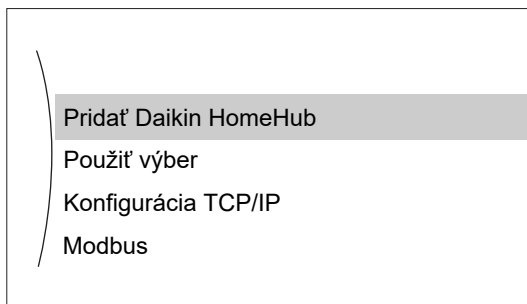 Pridať Daikin HomeHub
Použiť výber
Konfigurácia TCP/IP
Modbus